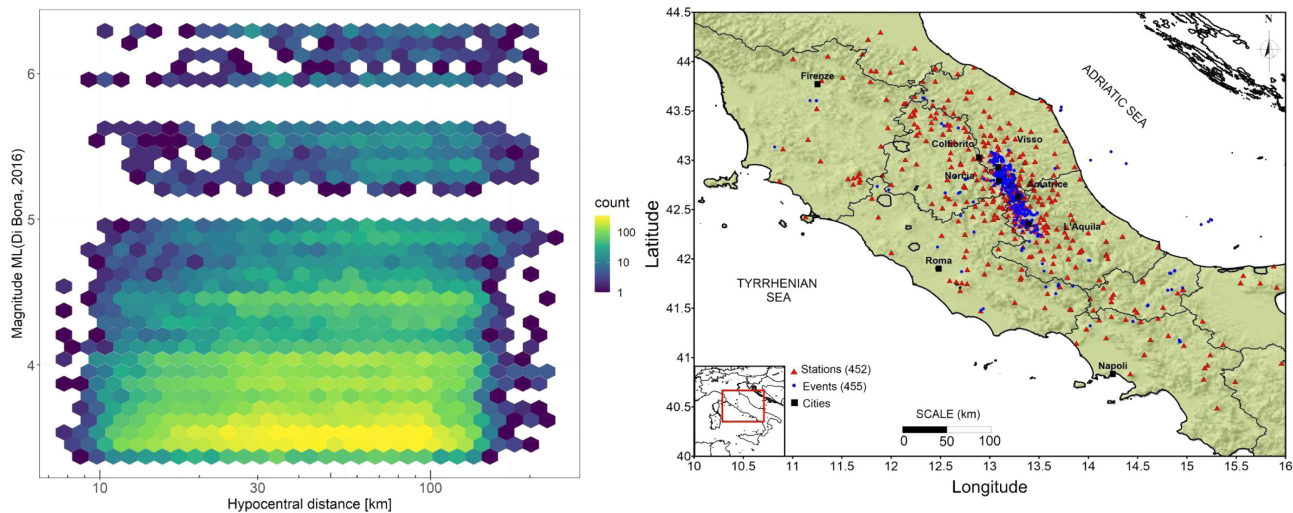 6
5
4
Magnitude ML(Di Bona, 2016)
10
30
100
Hypocentral distance [km]
count
100
10
1
44.5
44
43.5
43
42.5
42
41.5
41
40.5
40
Latitude
10
10.5
11
11.5
12
12.5
13
13.5
14
14.5
15
15.5
16
Longitude
N
ADRIATIC SEA
Firenze
Visso
Colfiorito
Norcia
Amatrice
L'Aquila
Roma
TYRRHENIAN
SEA
Napoli
Stations (452)
Events (455)
Cities
SCALE (km)
0
50
100